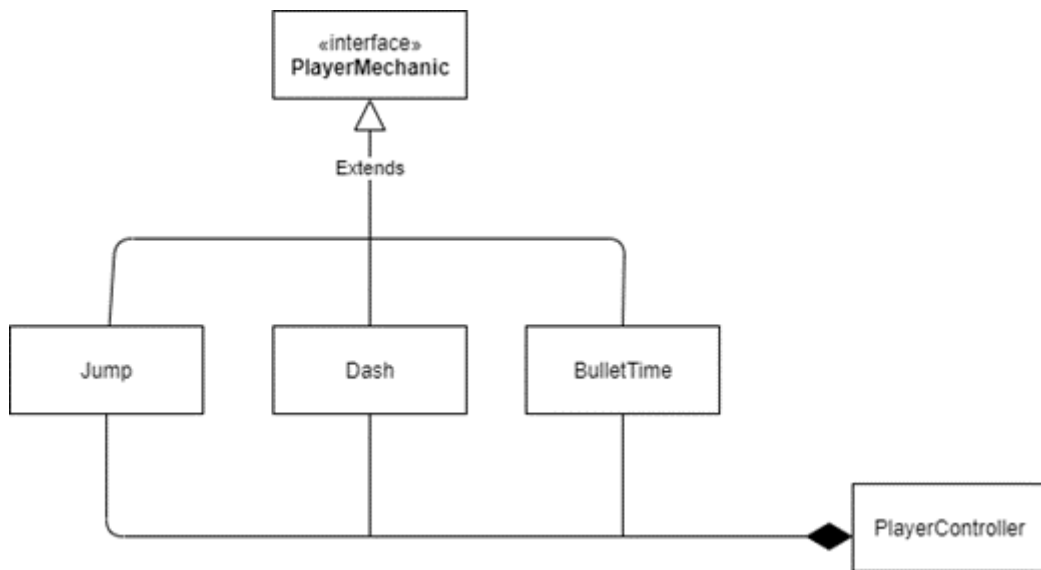 «interface»
PlayerMechanic
Extends
Jump
Dash
BulletTime
PlayerController